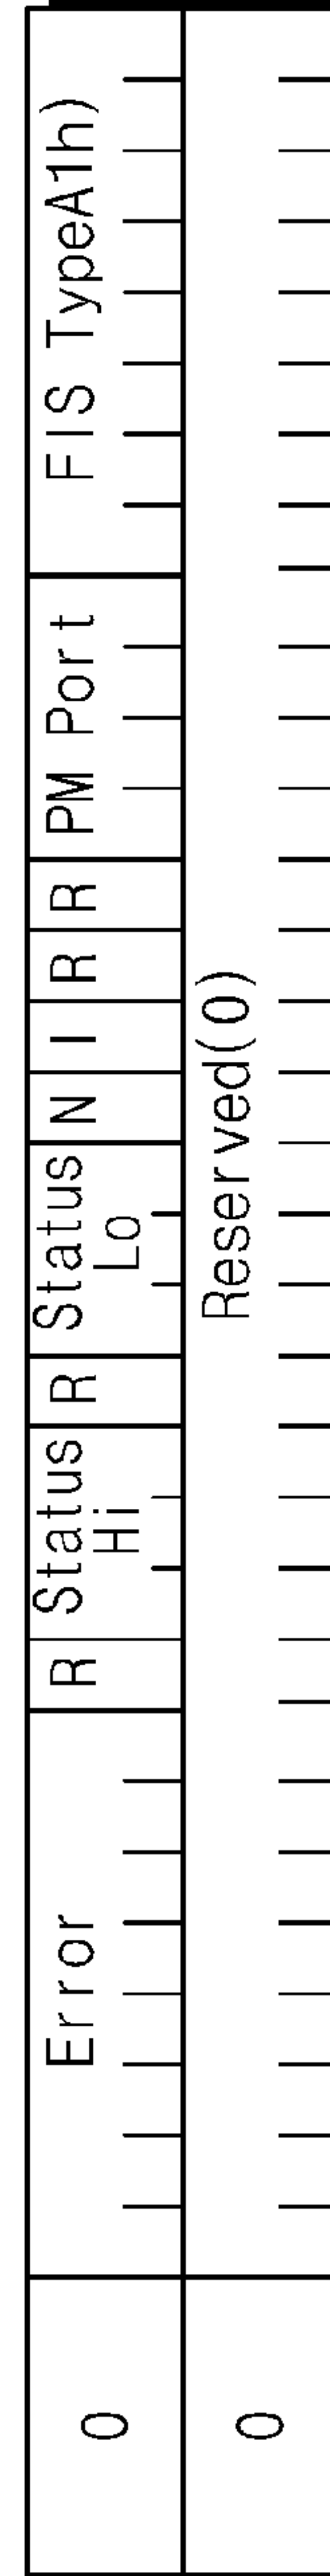 0
Error
R
Status
Hi
R
Status
Lo
N
I
R
R
PM Port
FIS TypeA1h)
0
Reserved(0)